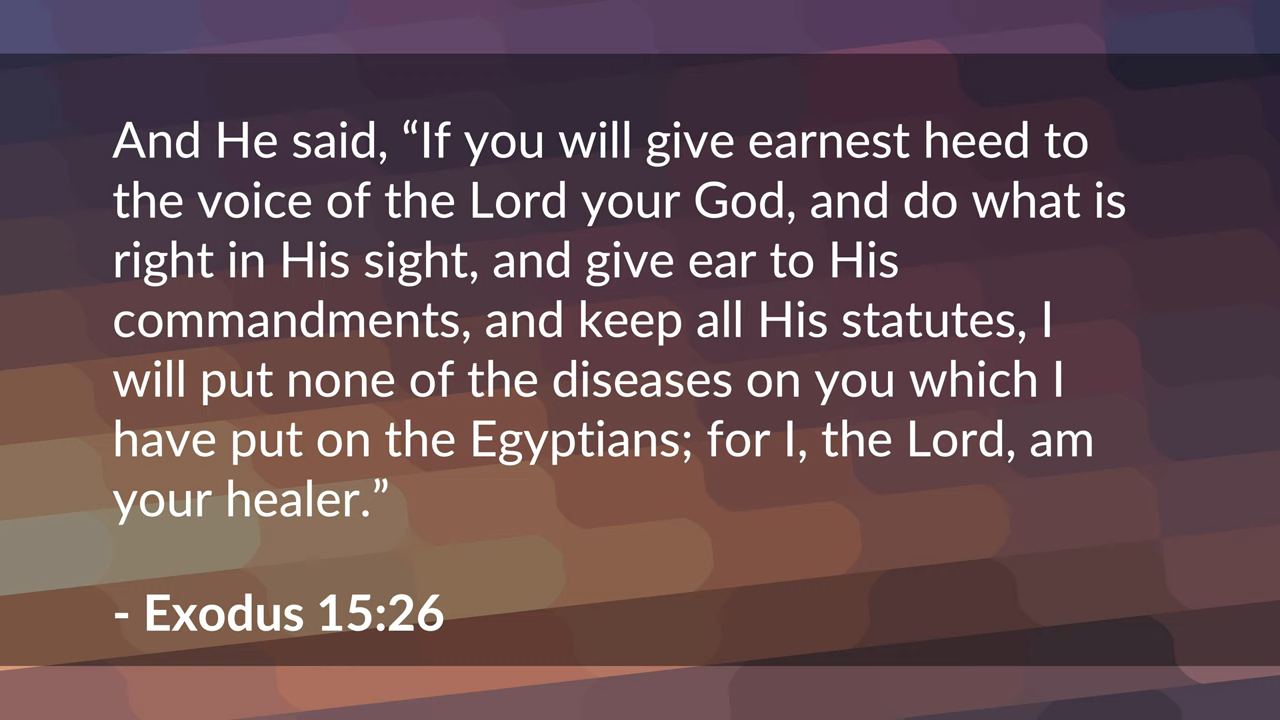 And He said, “If you will give earnest heed to
the voice of the Lord your God, and do what is
right in His sight, and give ear to His
commandments, and keep all His statutes, I
will put none of the diseases on you which I
have put on the Egyptians; for I, the Lord, am
your healer.”
- Exodus 15:26